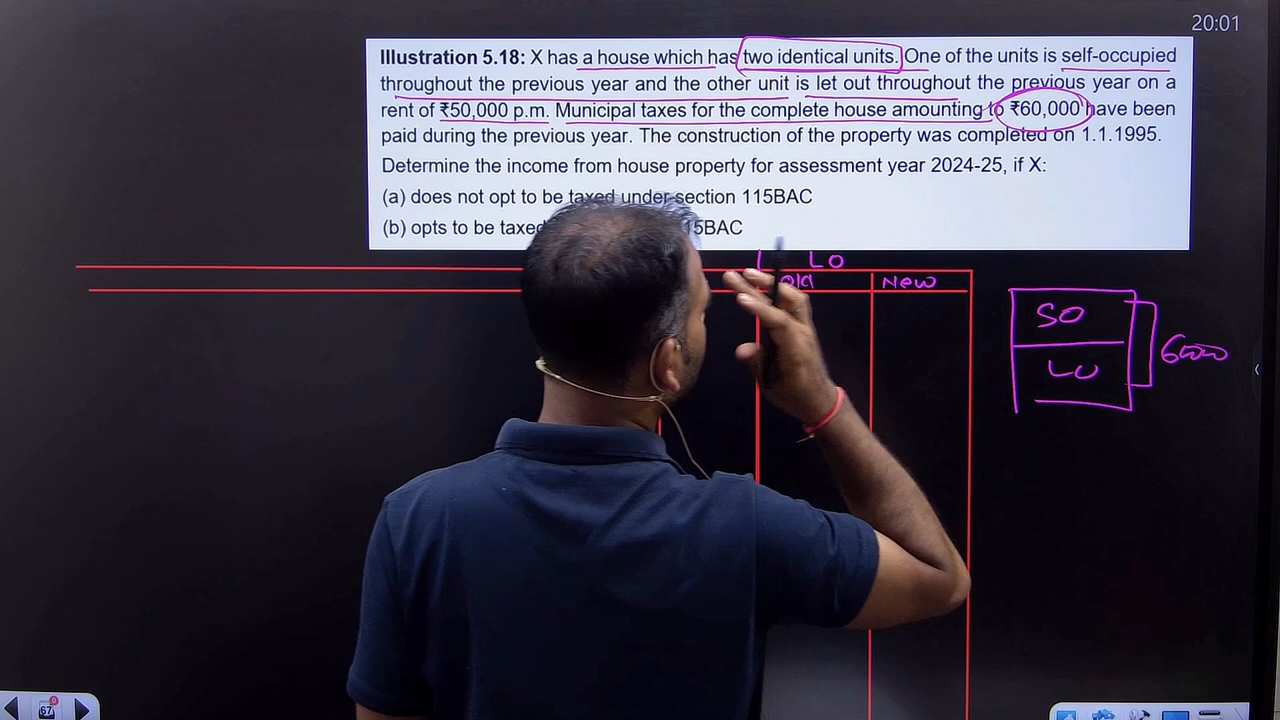 20:01
Illustration 5.18: X has a house which has two identical units. One of the units is self-occupied
throughout the previous year and the other unit is let out throughout the previous year on a
rent of ₹50,000 p.m. Municipal taxes for the complete house amounting to ₹60,000 have been
paid during the previous year. The construction of the property was completed on 1.1.1995.
Determine the income from house property for assessment year 2024-25, if X:
(a) does not opt to be taxed under section 115BAC
(b) opts to be taxed 15BAC
LO
old New
SO
LO
67